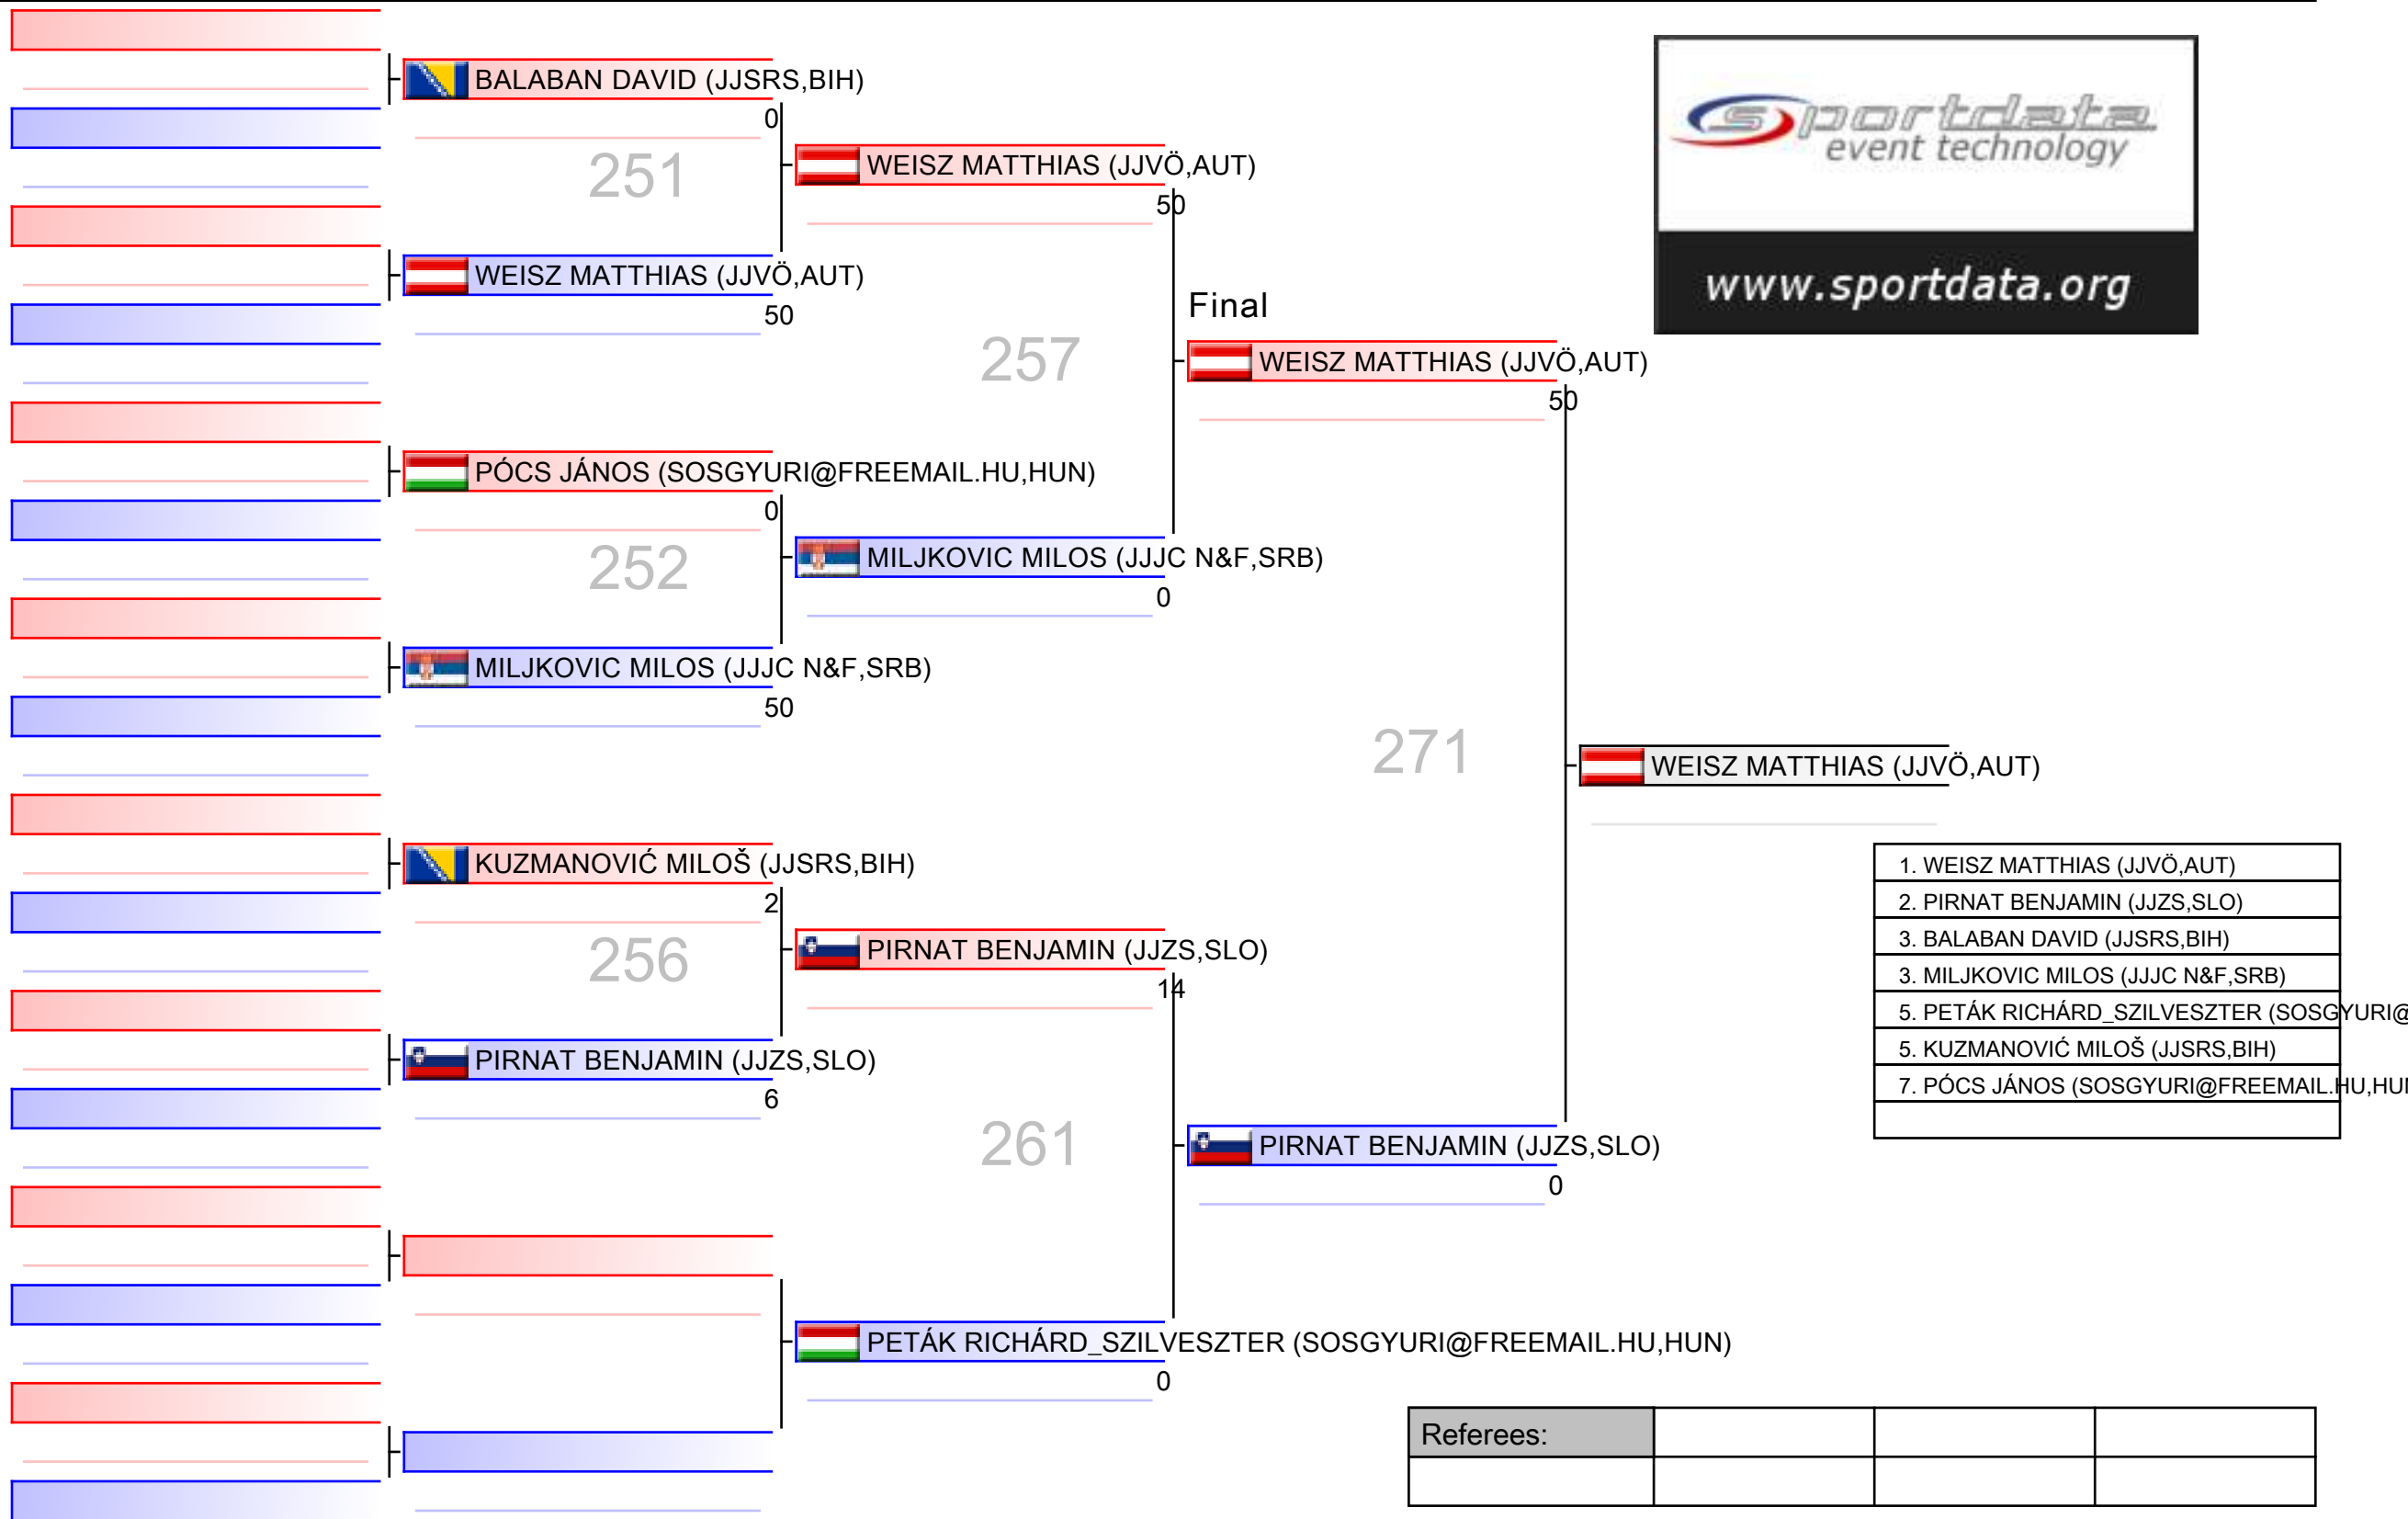 BALABAN DAVID (JJSRS,BIH)
0
251
WEISZ MATTHIAS (JJVÖ,AUT)
50
WEISZ MATTHIAS (JJVÖ,AUT)
50
257
PÓCS JÁNOS (SOSGYURI@FREEMAIL.HU,HUN)
0
252
MILJKOVIC MILOS (JJJC N&F,SRB)
0
MILJKOVIC MILOS (JJJC N&F,SRB)
50
Final
WEISZ MATTHIAS (JJVÖ,AUT)
50
271
WEISZ MATTHIAS (JJVÖ,AUT)
KUZMANOVIĆ MILOŠ (JJSRS,BIH)
2
256
PIRNAT BENJAMIN (JJZS,SLO)
14
PIRNAT BENJAMIN (JJZS,SLO)
6
261
PIRNAT BENJAMIN (JJZS,SLO)
0
PETÁK RICHÁRD_SZILVESZTER (SOSGYURI@FREEMAIL.HU,HUN)
0
sportdata
event technology
www.sportdata.org
1. WEISZ MATTHIAS (JJVÖ,AUT)
2. PIRNAT BENJAMIN (JJZS,SLO)
3. BALABAN DAVID (JJSRS,BIH)
3. MILJKOVIC MILOS (JJJC N&F,SRB)
5. PETÁK RICHÁRD_SZILVESZTER (SOSGYURI@
5. KUZMANOVIĆ MILOŠ (JJSRS,BIH)
7. PÓCS JÁNOS (SOSGYURI@FREEMAIL.HU,HUN
Referees: